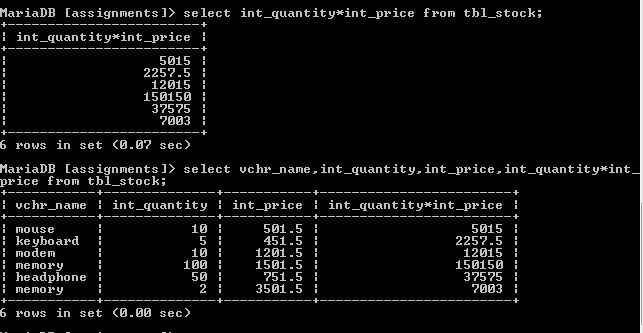 MariaDB [assignments]> select int_quantity*int_price from tbl_stock;
+------------------------+
| int_quantity*int_price |
+------------------------+
|                   5015 |
|                 2257.5 |
|                  12015 |
|                 150150 |
|                  37575 |
|                   7003 |
+------------------------+
6 rows in set (0.07 sec)
MariaDB [assignments]> select vchr_name,int_quantity,int_price,int_quantity*int_
price from tbl_stock;
+-----------+--------------+-----------+------------------------+
| vchr_name | int_quantity | int_price | int_quantity*int_price |
+-----------+--------------+-----------+------------------------+
| mouse     |           10 |     501.5 |                   5015 |
| keyboard  |            5 |     451.5 |                 2257.5 |
| modem     |           10 |    1201.5 |                  12015 |
| memory    |          100 |    1501.5 |                 150150 |
| headphone |           50 |     751.5 |                  37575 |
| memory    |            2 |    3501.5 |                   7003 |
+-----------+--------------+-----------+------------------------+
6 rows in set (0.00 sec)